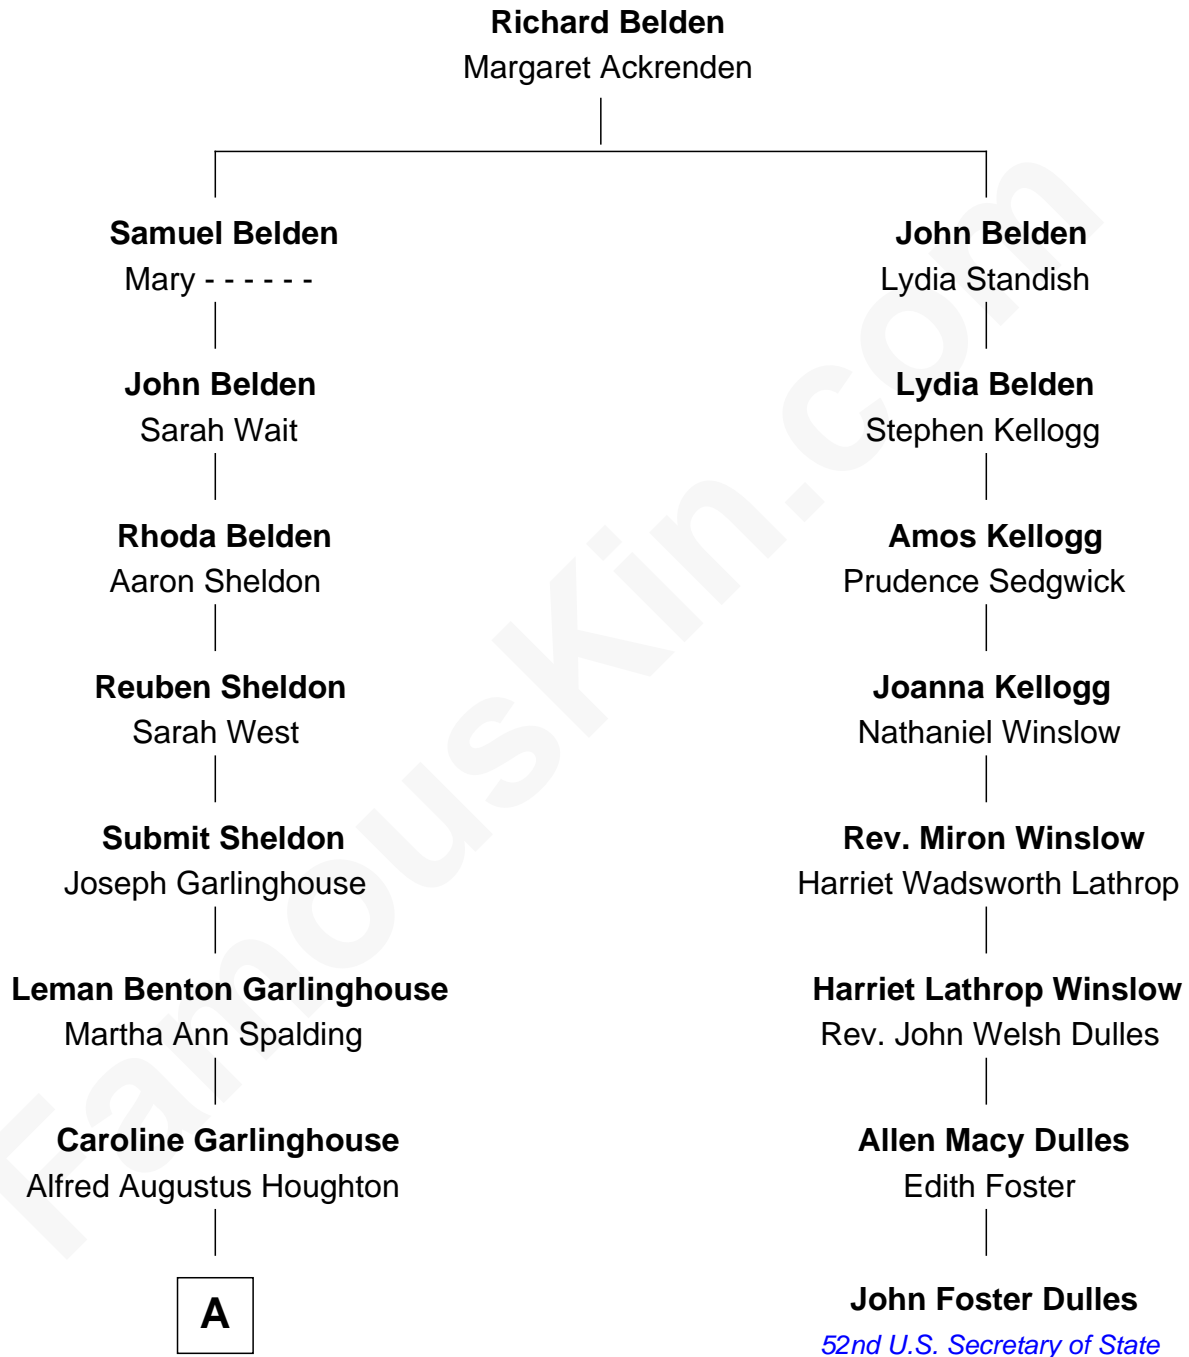 Richard Belden
Margaret Ackrenden
Samuel Belden
Mary - - - - - -
John Belden
Lydia Standish
John Belden
Sarah Wait
Lydia Belden
Stephen Kellogg
Rhoda Belden
Aaron Sheldon
Amos Kellogg
Prudence Sedgwick
Reuben Sheldon
Sarah West
Joanna Kellogg
Nathaniel Winslow
Submit Sheldon
Joseph Garlinghouse
Rev. Miron Winslow
Harriet Wadsworth Lathrop
Leman Benton Garlinghouse
Martha Ann Spalding
Harriet Lathrop Winslow
Rev. John Welsh Dulles
Caroline Garlinghouse
Alfred Augustus Houghton
Allen Macy Dulles
Edith Foster
A
John Foster Dulles
52nd U.S. Secretary of State
FamousKin.com